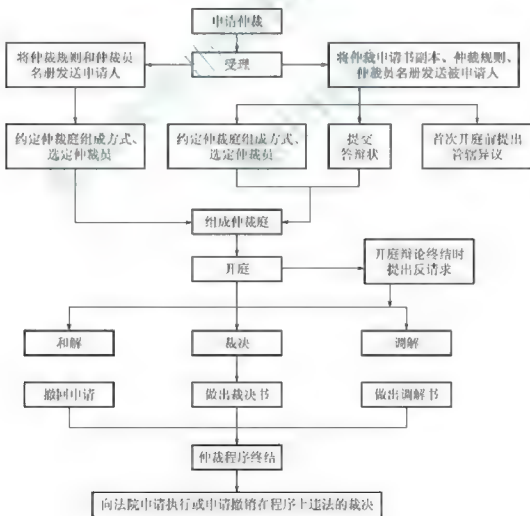 申请仲裁
将仲裁规则和仲裁员
名册发送申请人
受理
将仲裁申请书副本、仲裁规则、
仲裁员名册发送被申请人
约定仲裁庭组成方式、
选定仲裁员
约定仲裁庭组成方式、
选定仲裁员
提交
答辩状
首次开庭前提出
管辖异议
组成仲裁庭
开庭
开庭辩论终结时
提出反请求
和解
裁决
调解
撤回申请
做出裁决书
做出调解书
仲裁程序终结
向法院申请执行或申请撤销在程序上违法的裁决